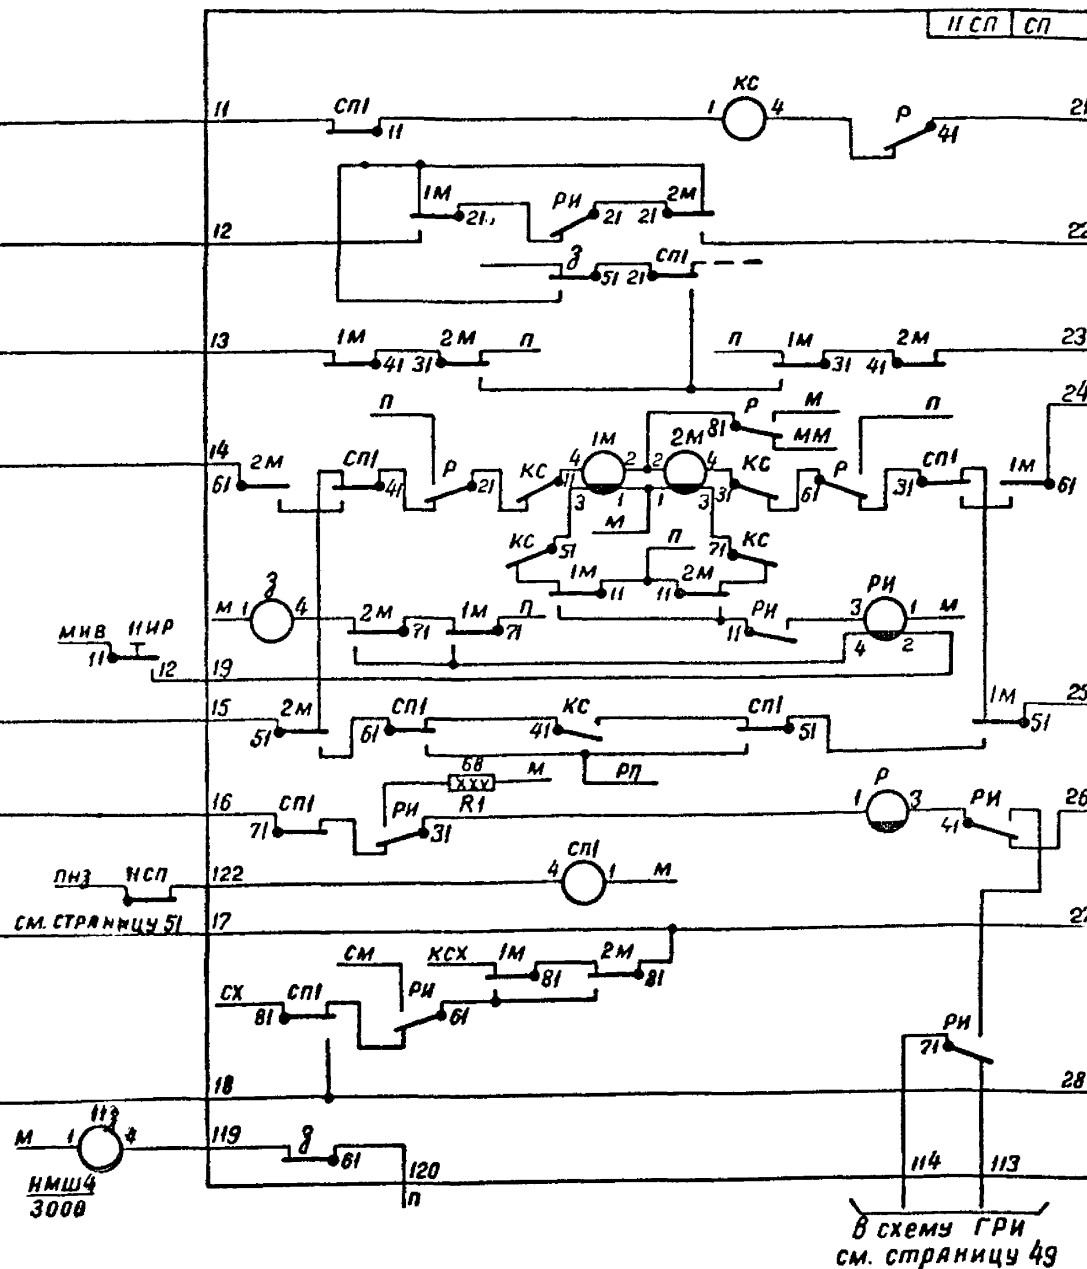 11 СП СП
КС
11 СП1 11 1 4 Р 41 21
1М 21 РИ 21 21 2М
12 22
З 51 21 СП1
13 1М 41 31 2М П П 1М 31 41 2М 23
24
П Р М П
81 ММ
14 2М СП1 Р КС 1М 2М КС Р СП1 1М
61 41 21 11 4 2 2 4 31 61 31 61
3 1 1 3
М
КС 51 П 71 КС
1М 11 11 2М
З РИ
М 1 4 2М 71 1М 71 П РИ 11 3 1 М
4 2
МИВ 11ИР
11 12 19
15 2М СП1 КС СП1 1М 25
51 61 41 51 51
РП
68 М
R1
16 СП1 РИ Р РИ 26
71 31 1 3 41
СП1
ПНЗ НСП 122 4 1 М
СМ. СТРАНИЦУ 51 17 27
СМ КСХ 1М 2М
81 81
СХ СП1 РИ
81 61
РИ
71
18 28
11З
М 1 4 119 З 61
НМШ4
3000
120
П
114 113
В схему ГРИ
см. страницу 49